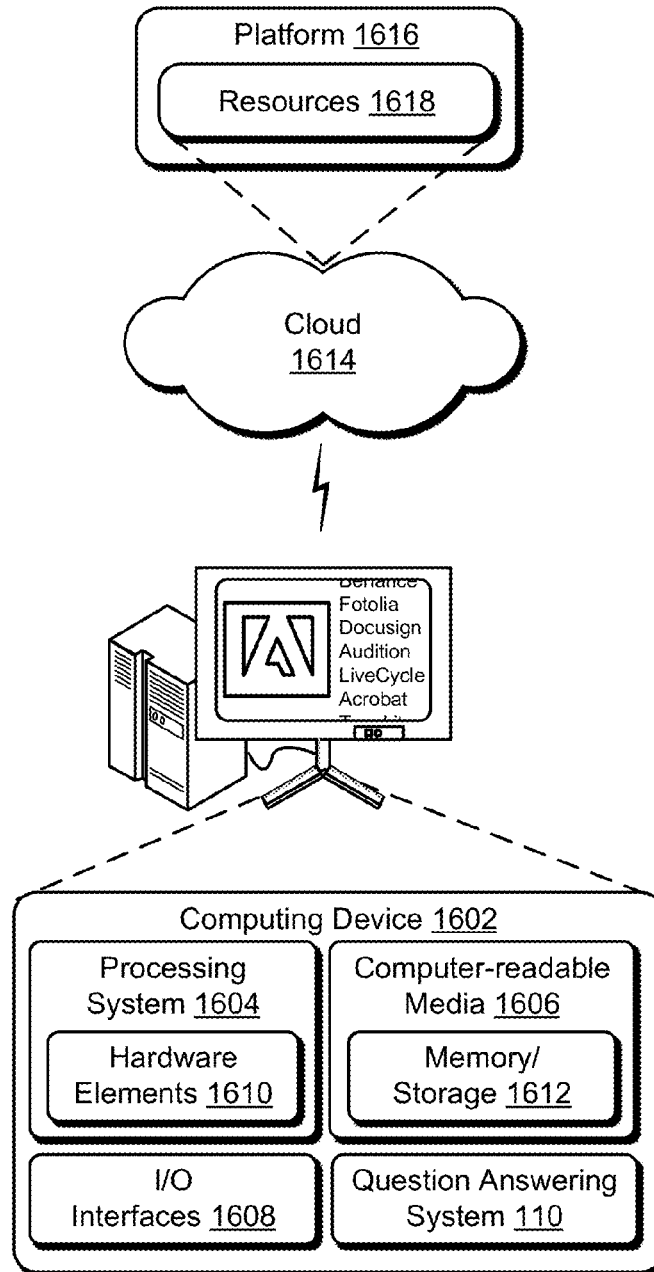 Platform 1616
Resources 1618
Cloud
1614
Behance
Fotolia
Docusign
Audition
LiveCycle
Acrobat
Computing Device 1602
Processing
System 1604
Hardware
Elements 1610
Computer-readable
Media 1606
Memory/
Storage 1612
I/O
Interfaces 1608
Question Answering
System 110